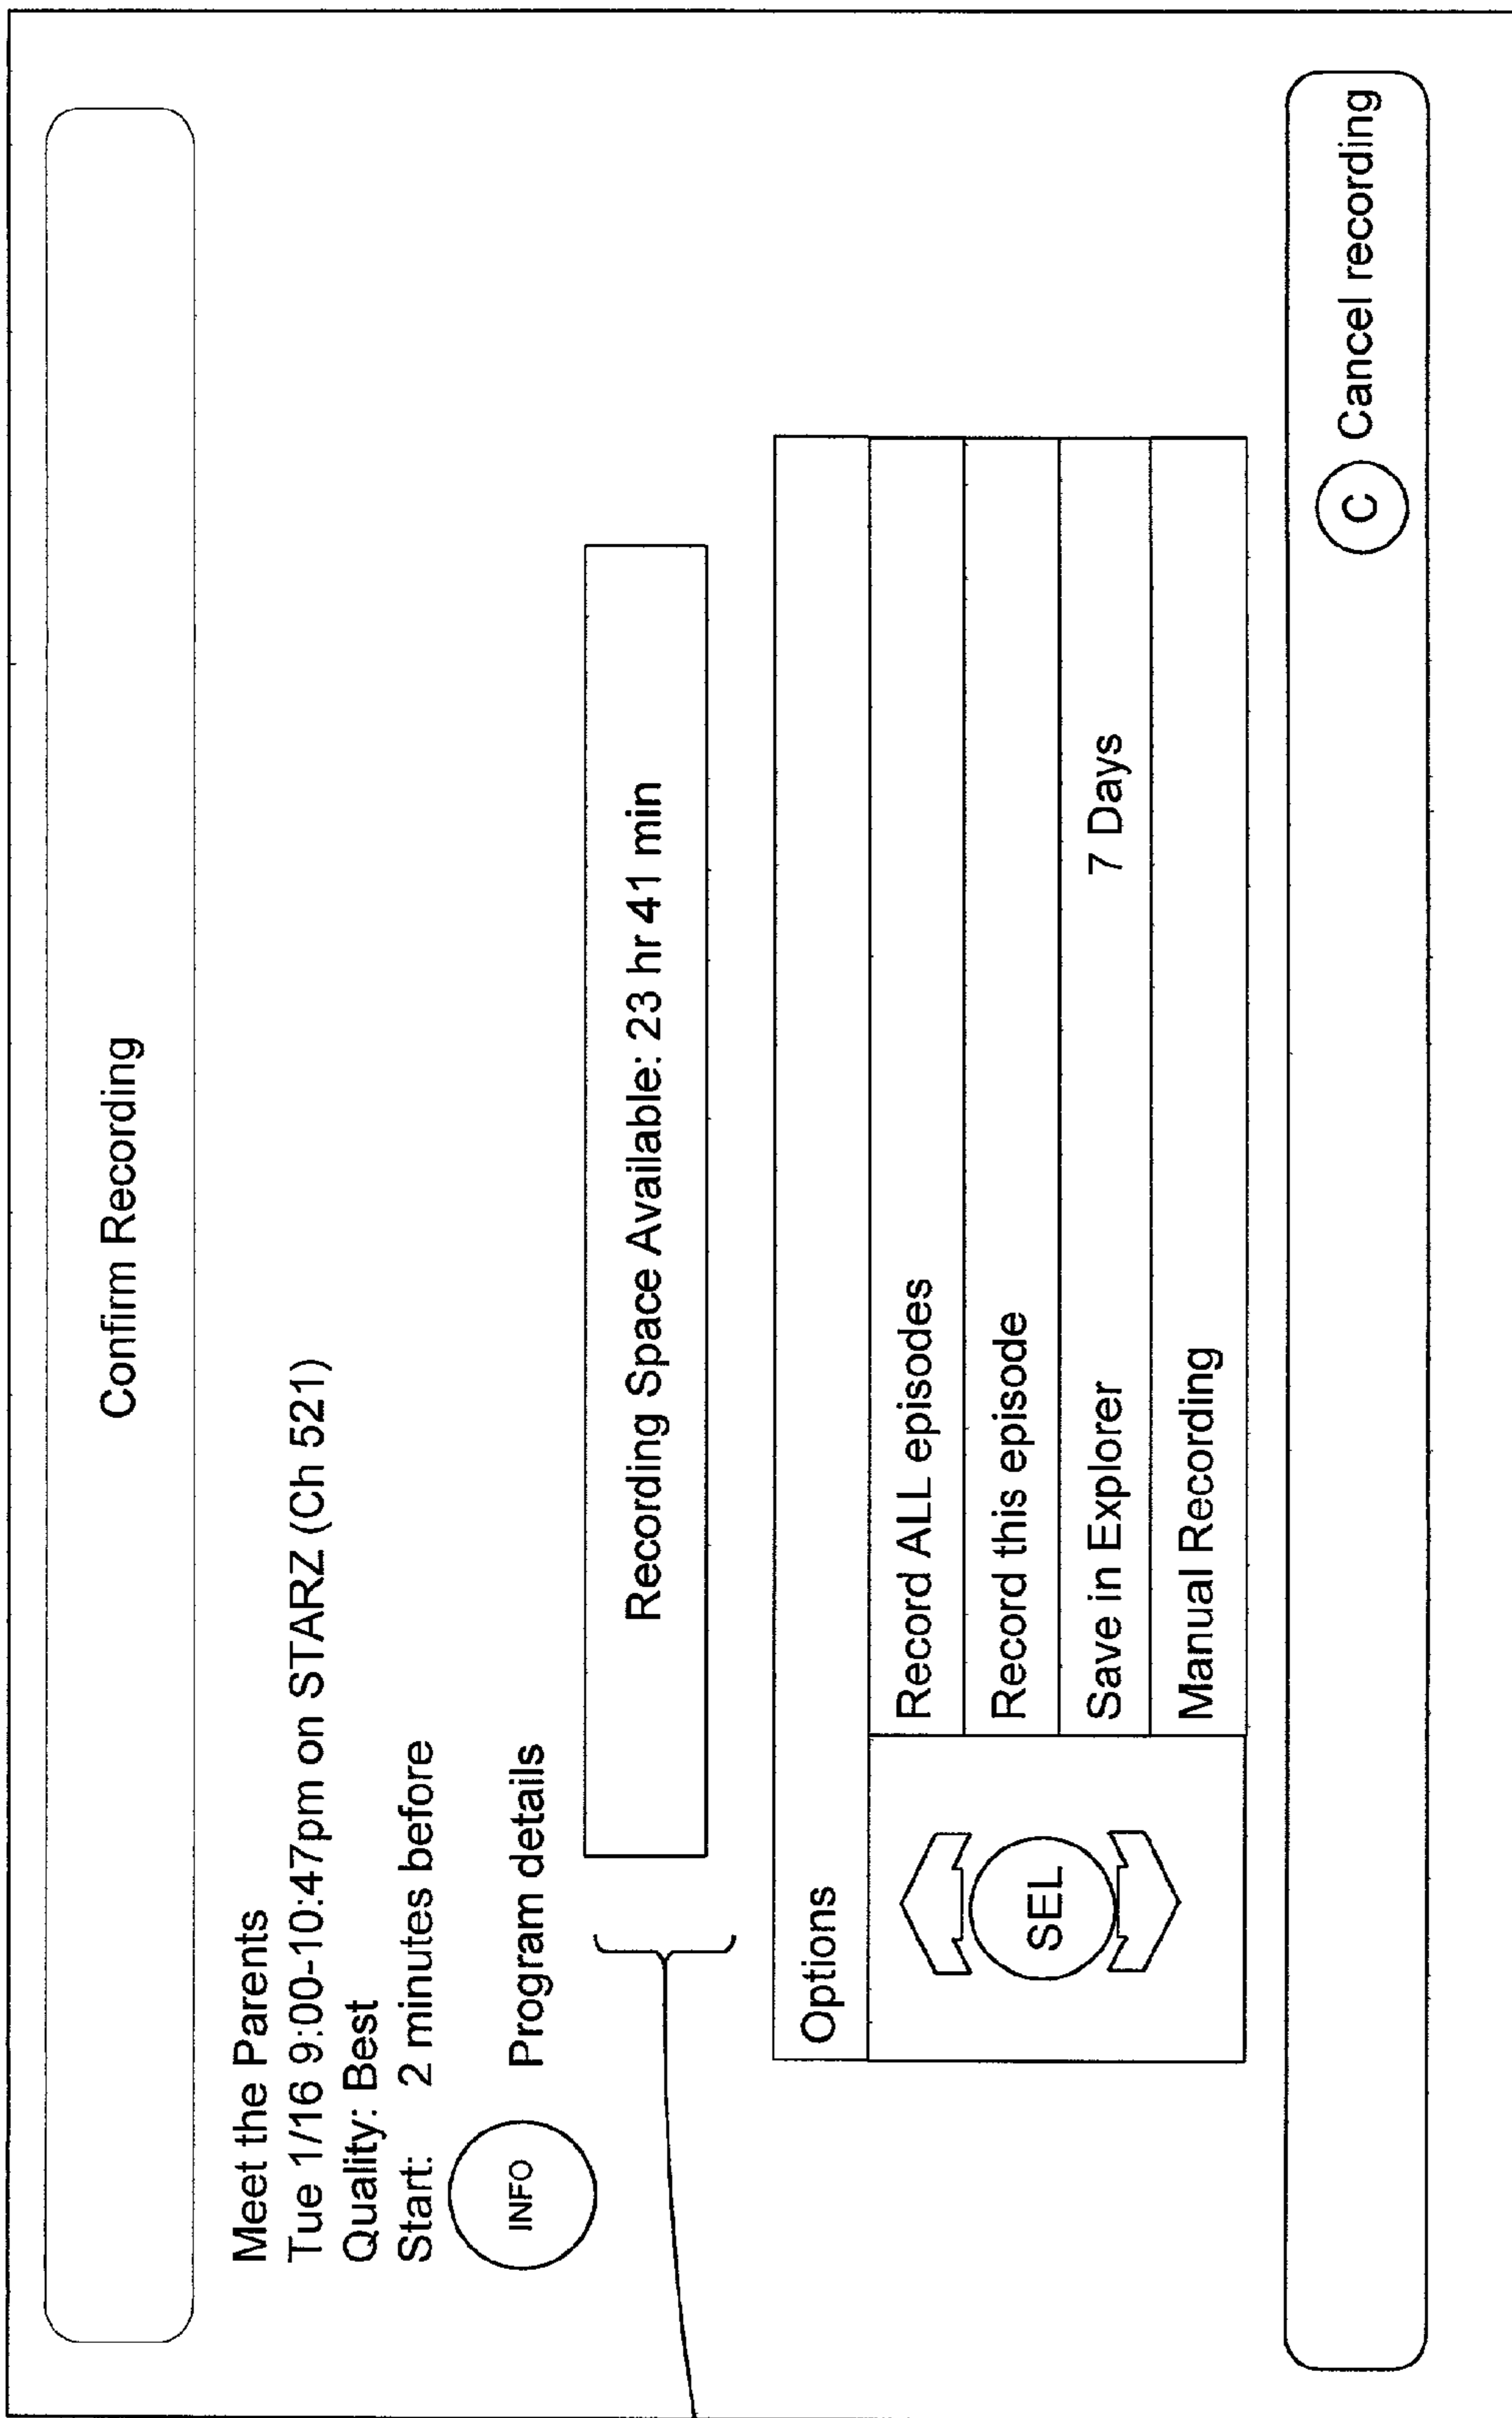 Confirm Recording
Meet the Parents
Tue 1/16 9:00-10:47pm on STARZ (Ch 521)
Quality: Best
Start: 2 minutes before
INFO Program details
Recording Space Available: 23 hr 41 min
Options
SEL
Record ALL episodes
Record this episode
Save in Explorer 7 Days
Manual Recording
C Cancel recording